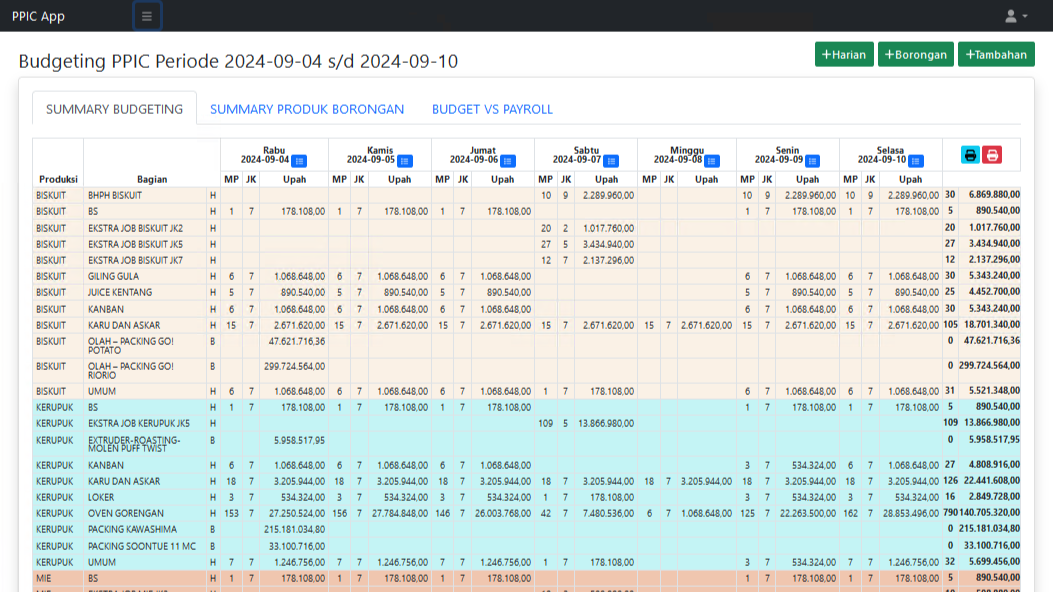 PPIC App
Budgeting PPIC Periode 2024-09-04 s/d 2024-09-10
+Harian +Borongan +Tambahan
SUMMARY BUDGETING SUMMARY PRODUK BORONGAN BUDGET VS PAYROLL
Rabu Kamis Jumat Sabtu Minggu Senin Selasa
2024-09-04 2024-09-05 2024-09-06 2024-09-07 2024-09-08 2024-09-09 2024-09-10
Produksi Bagian MP JK Upah MP JK Upah MP JK Upah MP JK Upah MP JK Upah MP JK Upah MP JK Upah
BISKUIT BHPH BISKUIT H 10 9 2.289.960,00 10 9 2.289.960,00 10 9 2.289.960,00 30 6.869.880,00
BISKUIT BS H 1 7 178.108,00 1 7 178.108,00 1 7 178.108,00 1 7 178.108,00 1 7 178.108,00 5 890.540,00
BISKUIT EKSTRA JOB BISKUIT JK2 H 20 2 1.017.760,00 20 1.017.760,00
BISKUIT EKSTRA JOB BISKUIT JK5 H 27 5 3.434.940,00 27 3.434.940,00
BISKUIT EKSTRA JOB BISKUIT JK7 H 12 7 2.137.296,00 12 2.137.296,00
BISKUIT GILING GULA H 6 7 1.068.648,00 6 7 1.068.648,00 6 7 1.068.648,00 6 7 1.068.648,00 6 7 1.068.648,00 30 5.343.240,00
BISKUIT JUICE KENTANG H 5 7 890.540,00 5 7 890.540,00 5 7 890.540,00 5 7 890.540,00 5 7 890.540,00 25 4.452.700,00
BISKUIT KANBAN H 6 7 1.068.648,00 6 7 1.068.648,00 6 7 1.068.648,00 6 7 1.068.648,00 6 7 1.068.648,00 30 5.343.240,00
BISKUIT KARU DAN ASKAR H 15 7 2.671.620,00 15 7 2.671.620,00 15 7 2.671.620,00 15 7 2.671.620,00 15 7 2.671.620,00 15 7 2.671.620,00 15 7 2.671.620,00 105 18.701.340,00
BISKUIT OLAH – PACKING GO! B 47.621.716,36 0 47.621.716,36
POTATO
BISKUIT OLAH – PACKING GO! B 299.724.564,00 0 299.724.564,00
RIORIO
BISKUIT UMUM H 6 7 1.068.648,00 6 7 1.068.648,00 6 7 1.068.648,00 1 7 178.108,00 6 7 1.068.648,00 6 7 1.068.648,00 31 5.521.348,00
KERUPUK BS H 1 7 178.108,00 1 7 178.108,00 1 7 178.108,00 1 7 178.108,00 1 7 178.108,00 5 890.540,00
KERUPUK EKSTRA JOB KERUPUK JK5 H 109 5 13.866.980,00 109 13.866.980,00
KERUPUK EXTRUDER-ROASTING- B 5.958.517,95 0 5.958.517,95
MOLEN PUFF TWIST
KERUPUK KANBAN H 6 7 1.068.648,00 6 7 1.068.648,00 6 7 1.068.648,00 3 7 534.324,00 6 7 1.068.648,00 27 4.808.916,00
KERUPUK KARU DAN ASKAR H 18 7 3.205.944,00 18 7 3.205.944,00 18 7 3.205.944,00 18 7 3.205.944,00 18 7 3.205.944,00 18 7 3.205.944,00 18 7 3.205.944,00 126 22.441.608,00
KERUPUK LOKER H 3 7 534.324,00 3 7 534.324,00 3 7 534.324,00 1 7 178.108,00 3 7 534.324,00 3 7 534.324,00 16 2.849.728,00
KERUPUK OVEN GORENGAN H 153 7 27.250.524,00 156 7 27.784.848,00 146 7 26.003.768,00 42 7 7.480.536,00 6 7 1.068.648,00 125 7 22.263.500,00 162 7 28.853.496,00 790 140.705.320,00
KERUPUK PACKING KAWASHIMA B 215.181.034,80 0 215.181.034,80
KERUPUK PACKING SOONTUE 11 MC B 33.100.716,00 0 33.100.716,00
KERUPUK UMUM H 7 7 1.246.756,00 7 7 1.246.756,00 7 7 1.246.756,00 1 7 178.108,00 3 7 534.324,00 7 7 1.246.756,00 32 5.699.456,00
MIE BS H 1 7 178.108,00 1 7 178.108,00 1 7 178.108,00 1 7 178.108,00 1 7 178.108,00 5 890.540,00